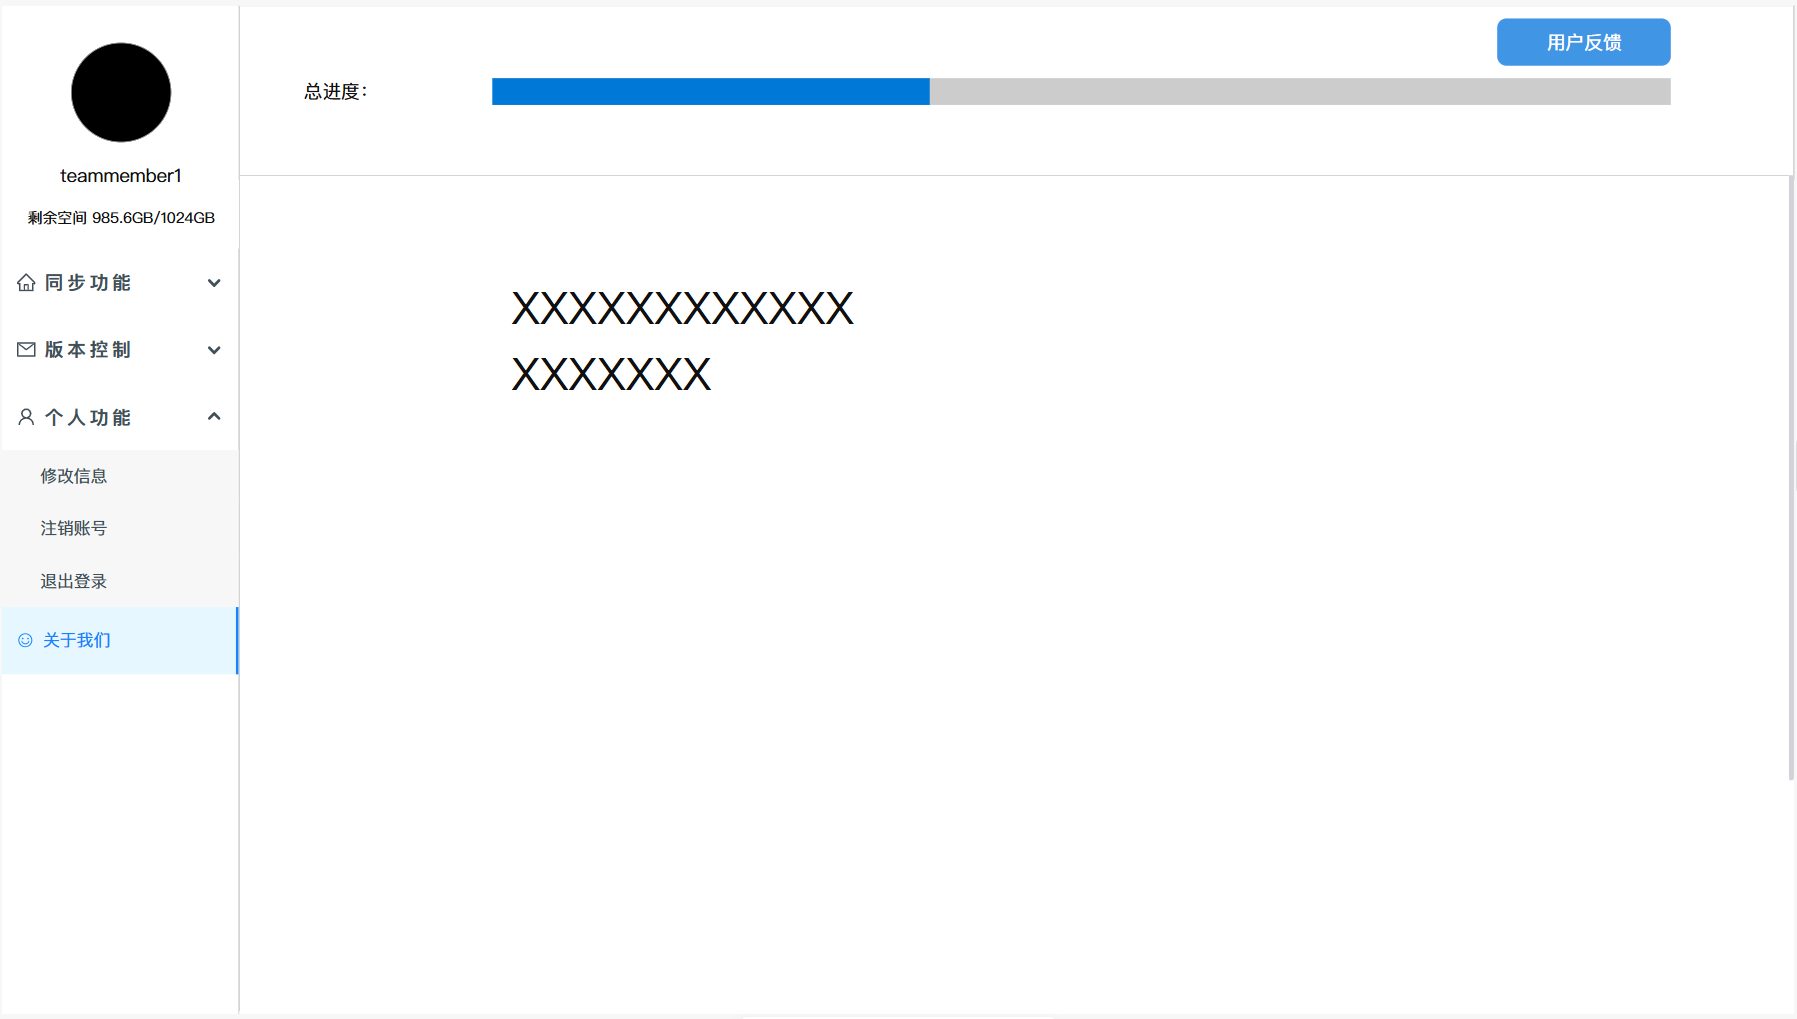 teammember1
剩余空间 985.6GB/1024GB
同步功能
版本控制
个人功能
修改信息
注销账号
退出登录
关于我们
用户反馈
总进度：
XXXXXXXXXXXX
XXXXXXX